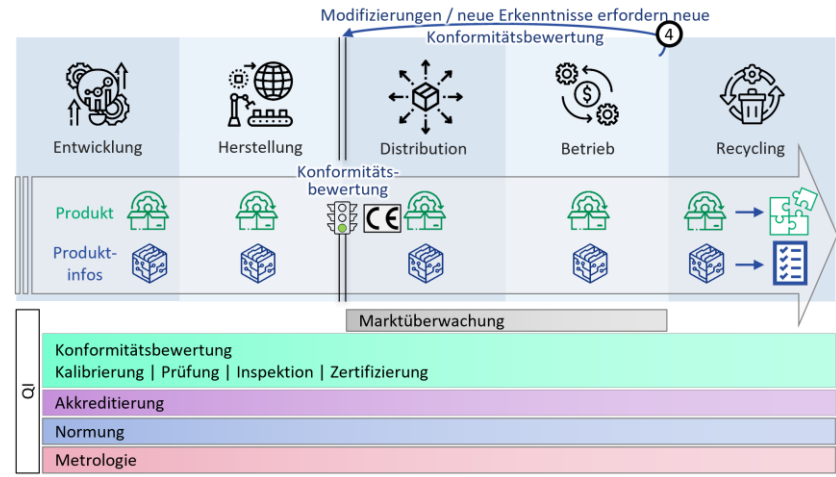 Modifizierungen / neue Erkenntnisse erfordern neue
Konformitätsbewertung
4
Entwicklung
Herstellung
Distribution
Betrieb
Recycling
Konformitäts-
bewertung
Produkt
CE
Produkt-
infos
Marktüberwachung
QI
Konformitätsbewertung
Kalibrierung | Prüfung | Inspektion | Zertifizierung
Akkreditierung
Normung
Metrologie